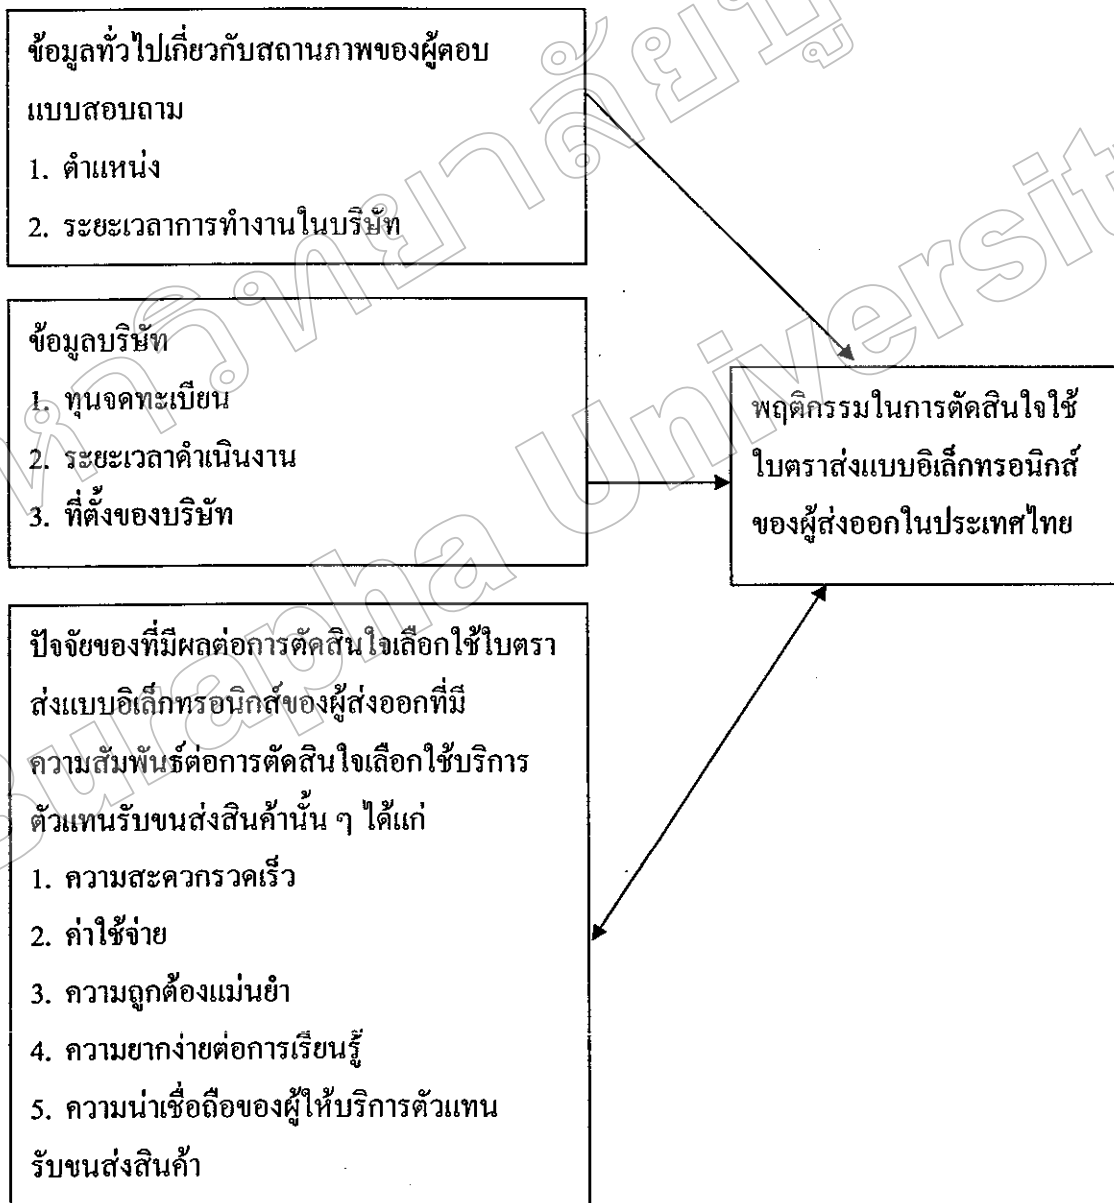 ข้อมูลทั่วไปเกี่ยวกับสถานภาพของผู้ตอบ
แบบสอบถาม
1. ตำแหน่ง
2. ระยะเวลาการทำงานในบริษัท
ข้อมูลบริษัท
1. ทุนจดทะเบียน
2. ระยะเวลาดำเนินงาน
3. ที่ตั้งของบริษัท
พฤติกรรมในการตัดสินใจใช้
ใบตราส่งแบบอิเล็กทรอนิกส์
ของผู้ส่งออกในประเทศไทย
ปัจจัยของที่มีผลต่อการตัดสินใจเลือกใช้ใบตรา
ส่งแบบอิเล็กทรอนิกส์ของผู้ส่งออกที่มี
ความสัมพันธ์ต่อการตัดสินใจเลือกใช้บริการ
ตัวแทนรับขนส่งสินค้านั้น ๆ ได้แก่
1. ความสะดวกรวดเร็ว
2. ค่าใช้จ่าย
3. ความถูกต้องแม่นยำ
4. ความยากง่ายต่อการเรียนรู้
5. ความน่าเชื่อถือของผู้ให้บริการตัวแทน
รับขนส่งสินค้า
Burapha University